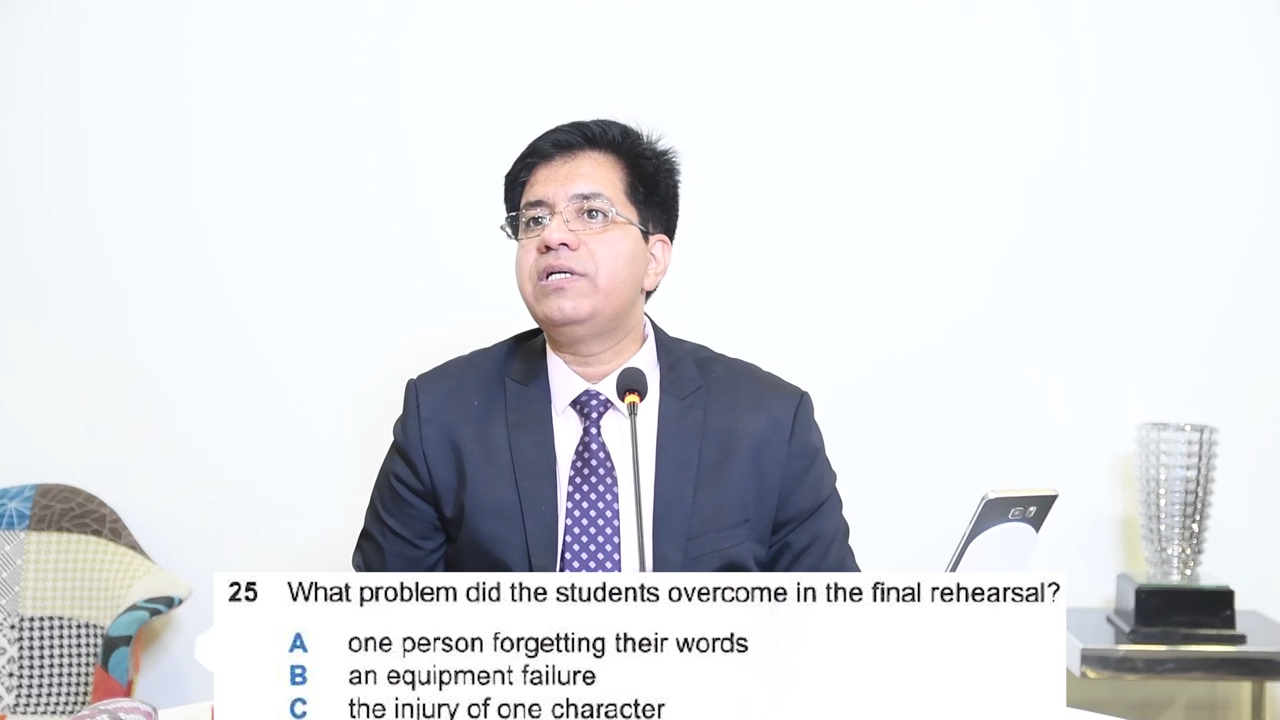 25 What problem did the students overcome in the final rehearsal?
A one person forgetting their words
B an equipment failure
C the injury of one character